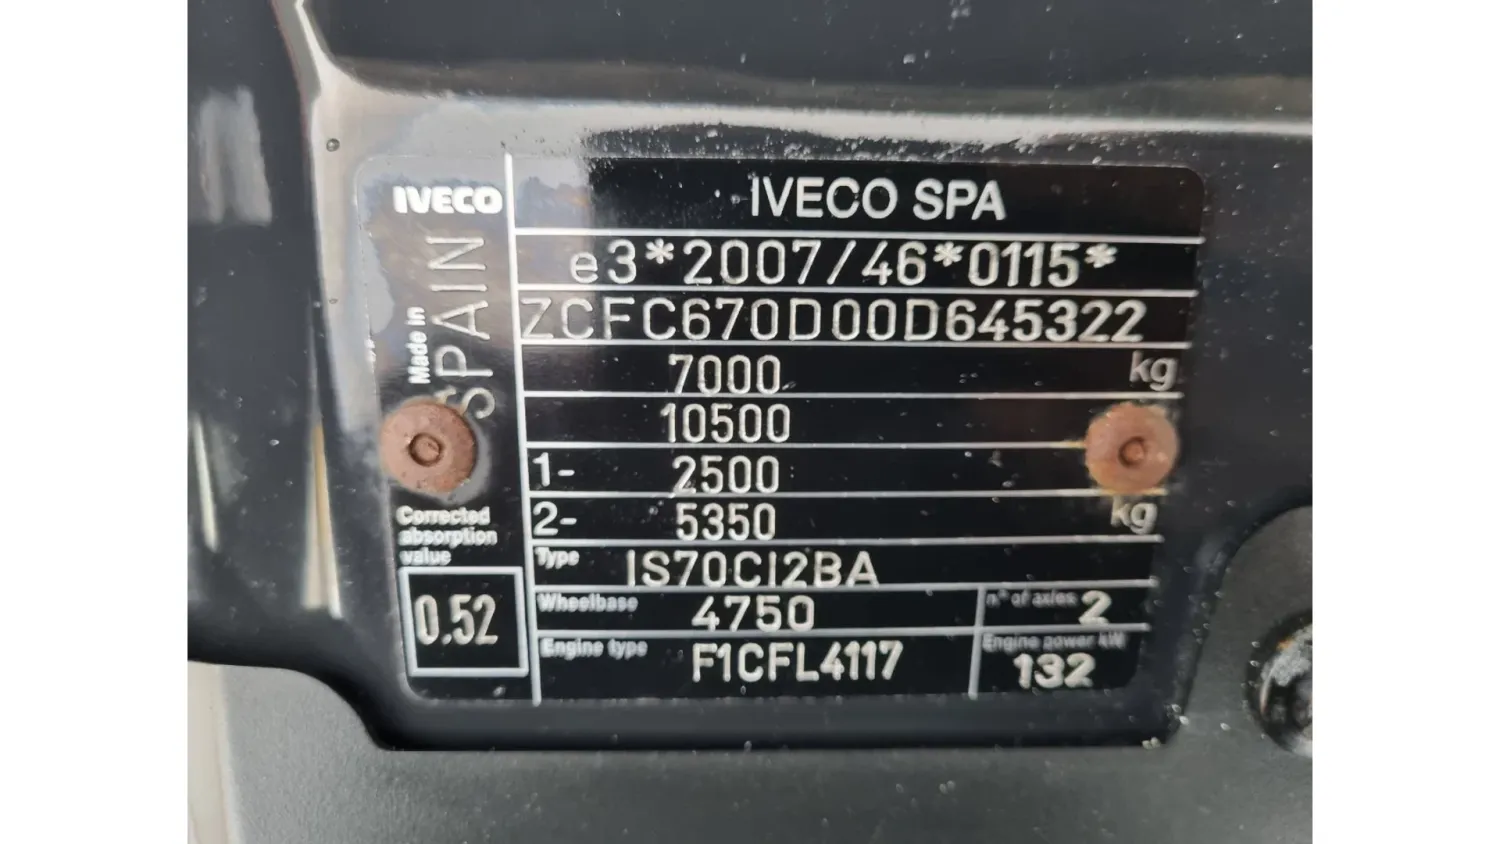 IVECO
IVECO SPA
Made in
SPAIN
e3*2007/46*0115*
ZCFC670D00D645322
7000 kg
10500
1- 2500
2- 5350 kg
Corrected
absorption
value
0.52
Type IS70CI2BA
Wheelbase 4750
n.° of axles 2
Engine type F1CFL4117
Engine power kW
132